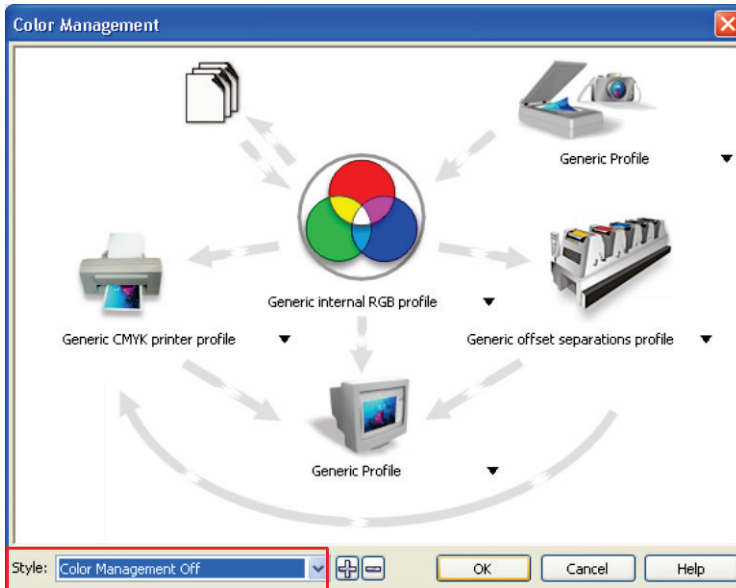 Color Management
Generic Profile
Generic internal RGB profile
Generic CMYK printer profile
Generic offset separations profile
Generic Profile
Style: Color Management Off
OK
Cancel
Help